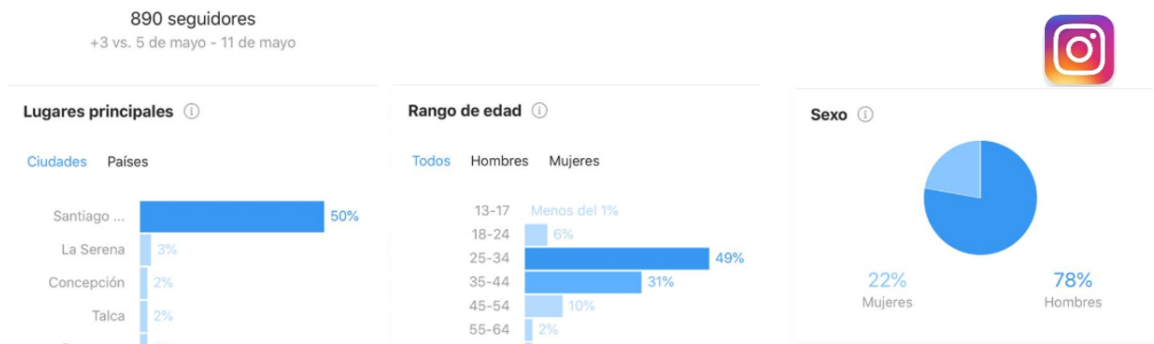 890 seguidores
+3 vs. 5 de mayo - 11 de mayo
Lugares principales
Ciudades Países
Santiago ... 50%
La Serena 3%
Concepción 2%
Talca 2%
Rango de edad
Todos Hombres Mujeres
13-17 Menos del 1%
18-24 6%
25-34 49%
35-44 31%
45-54 10%
55-64 2%
Sexo
22% 78%
Mujeres Hombres